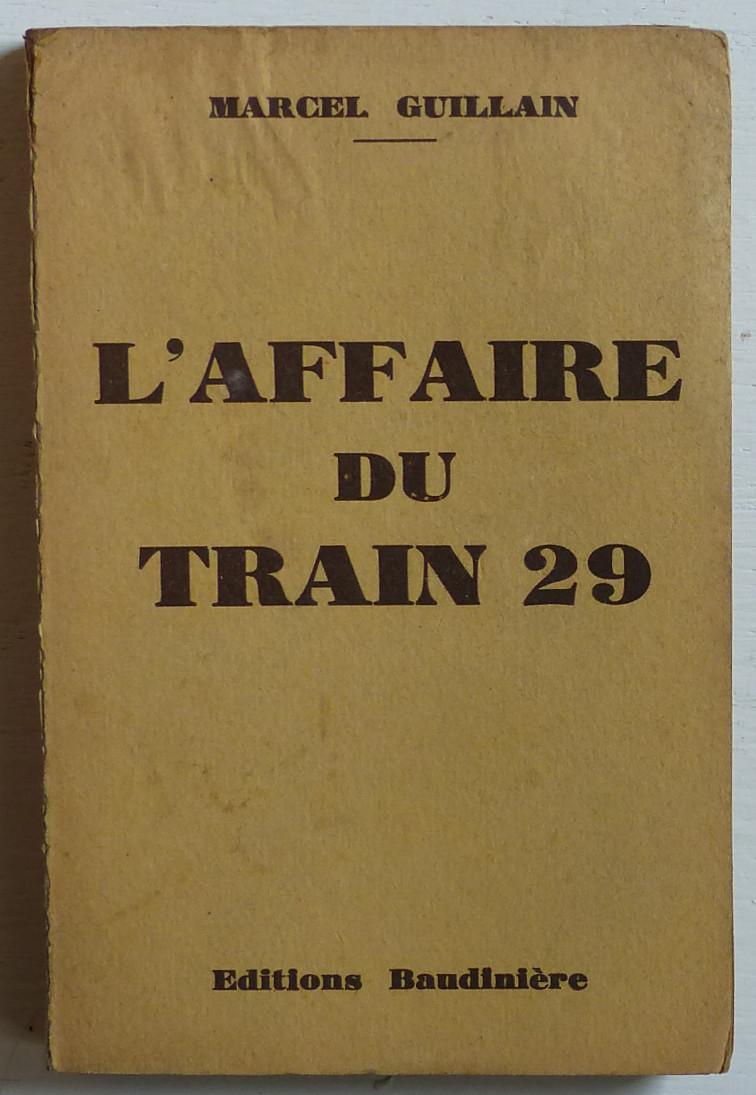 MARCEL GUILLAIN
L'AFFAIRE
DU
TRAIN 29
Editions Baudinière